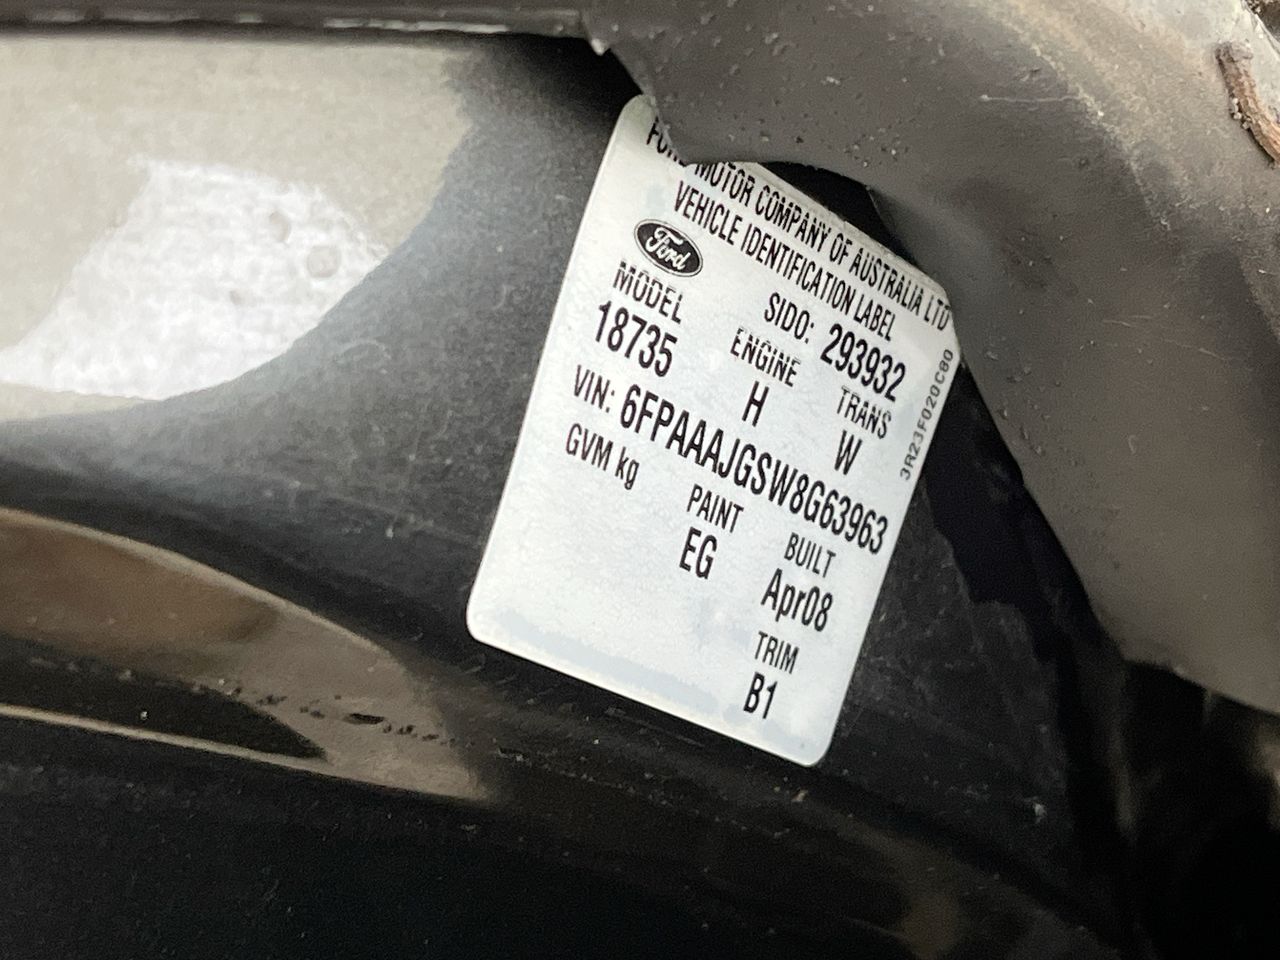 FORD MOTOR COMPANY OF AUSTRALIA LTD
VEHICLE IDENTIFICATION LABEL
Ford
SIDO: 293932
MODEL ENGINE TRANS
18735 H W
VIN: 6FPAAAJGSW8G63963
GVM kg PAINT BUILT
EG Apr08
TRIM
B1
3R23F020C80